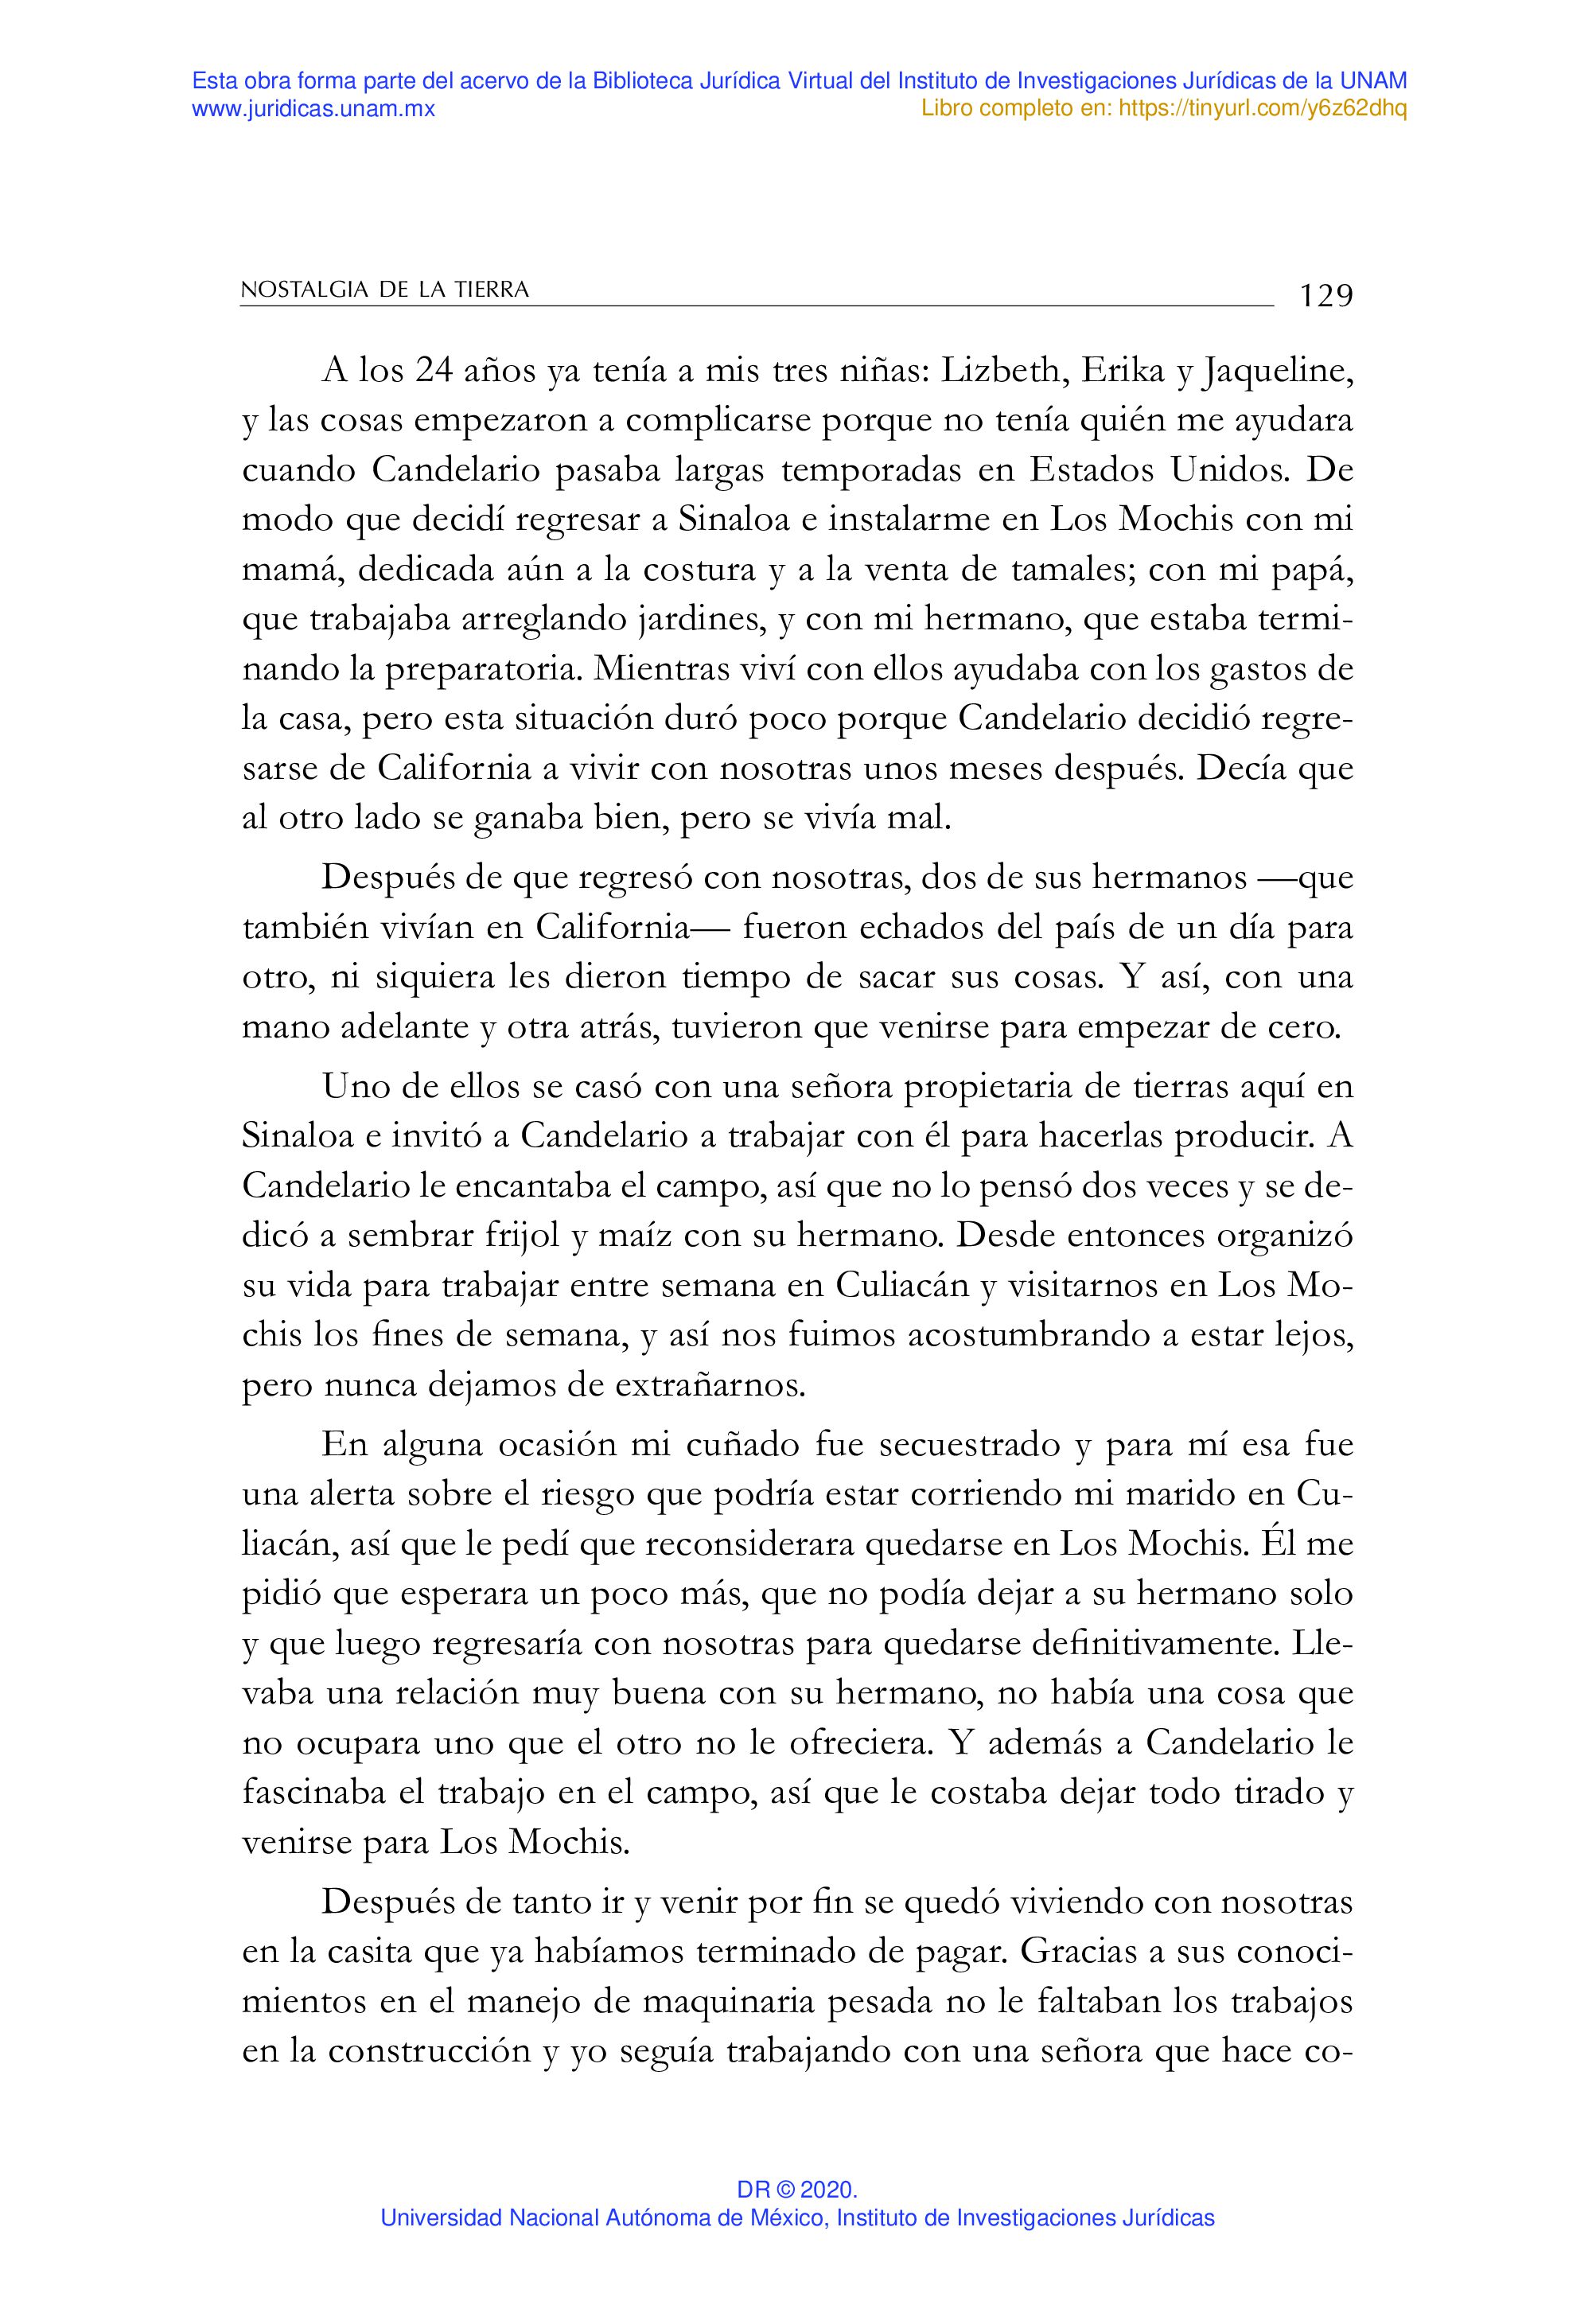 Esta obra forma parte del acervo de la Biblioteca Jurídica Virtual del Instituto de Investigaciones Jurídicas de la UNAM
www.juridicas.unam.mx
Libro completo en: https://tinyurl.com/y6z62dhq
NOSTALGIA DE LA TIERRA
129
A los 24 años ya tenía a mis tres niñas: Lizbeth, Erika y Jaqueline,
y las cosas empezaron a complicarse porque no tenía quién me ayudara
cuando Candelario pasaba largas temporadas en Estados Unidos. De
modo que decidí regresar a Sinaloa e instalarme en Los Mochis con mi
mamá, dedicada aún a la costura y a la venta de tamales; con mi papá,
que trabajaba arreglando jardines, y con mi hermano, que estaba termi-
nando la preparatoria. Mientras viví con ellos ayudaba con los gastos de
la casa, pero esta situación duró poco porque Candelario decidió regre-
sarse de California a vivir con nosotras unos meses después. Decía que
al otro lado se ganaba bien, pero se vivía mal.
Después de que regresó con nosotras, dos de sus hermanos —que
también vivían en California— fueron echados del país de un día para
otro, ni siquiera les dieron tiempo de sacar sus cosas. Y así, con una
mano adelante y otra atrás, tuvieron que venirse para empezar de cero.
Uno de ellos se casó con una señora propietaria de tierras aquí en
Sinaloa e invitó a Candelario a trabajar con él para hacerlas producir. A
Candelario le encantaba el campo, así que no lo pensó dos veces y se de-
dicó a sembrar frijol y maíz con su hermano. Desde entonces organizó
su vida para trabajar entre semana en Culiacán y visitarnos en Los Mo-
chis los fines de semana, y así nos fuimos acostumbrando a estar lejos,
pero nunca dejamos de extrañarnos.
En alguna ocasión mi cuñado fue secuestrado y para mí esa fue
una alerta sobre el riesgo que podría estar corriendo mi marido en Cu-
liacán, así que le pedí que reconsiderara quedarse en Los Mochis. Él me
pidió que esperara un poco más, que no podía dejar a su hermano solo
y que luego regresaría con nosotras para quedarse definitivamente. Lle-
vaba una relación muy buena con su hermano, no había una cosa que
no ocupara uno que el otro no le ofreciera. Y además a Candelario le
fascinaba el trabajo en el campo, así que le costaba dejar todo tirado y
venirse para Los Mochis.
Después de tanto ir y venir por fin se quedó viviendo con nosotras
en la casita que ya habíamos terminado de pagar. Gracias a sus conoci-
mientos en el manejo de maquinaria pesada no le faltaban los trabajos
en la construcción y yo seguía trabajando con una señora que hace co-
DR © 2020.
Universidad Nacional Autónoma de México, Instituto de Investigaciones Jurídicas